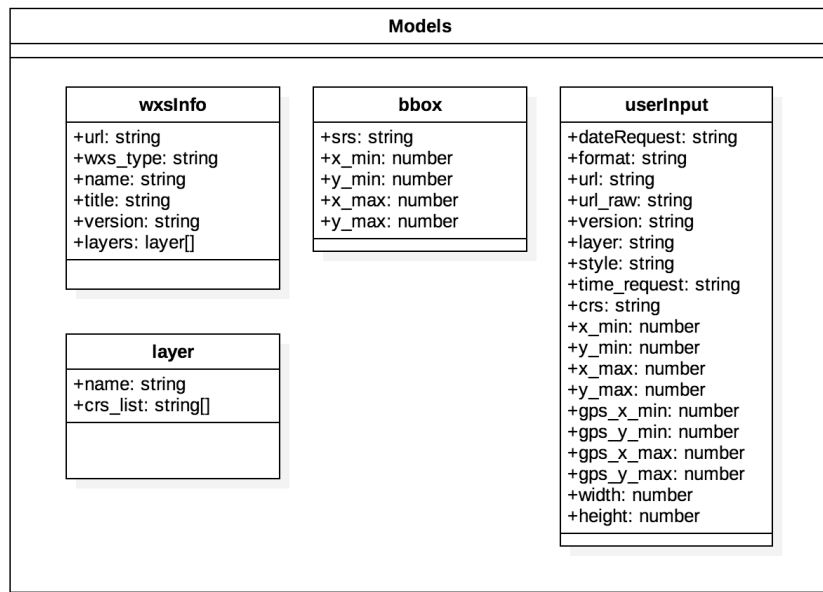 Models
wxsInfo
+url: string
+wxs_type: string
+name: string
+title: string
+version: string
+layers: layer[]
bbox
+srs: string
+x_min: number
+y_min: number
+x_max: number
+y_max: number
userInput
+dateRequest: string
+format: string
+url: string
+url_raw: string
+version: string
+layer: string
+style: string
+time_request: string
+crs: string
+x_min: number
+y_min: number
+x_max: number
+y_max: number
+gps_x_min: number
+gps_y_min: number
+gps_x_max: number
+gps_y_max: number
+width: number
+height: number
layer
+name: string
+crs_list: string[]